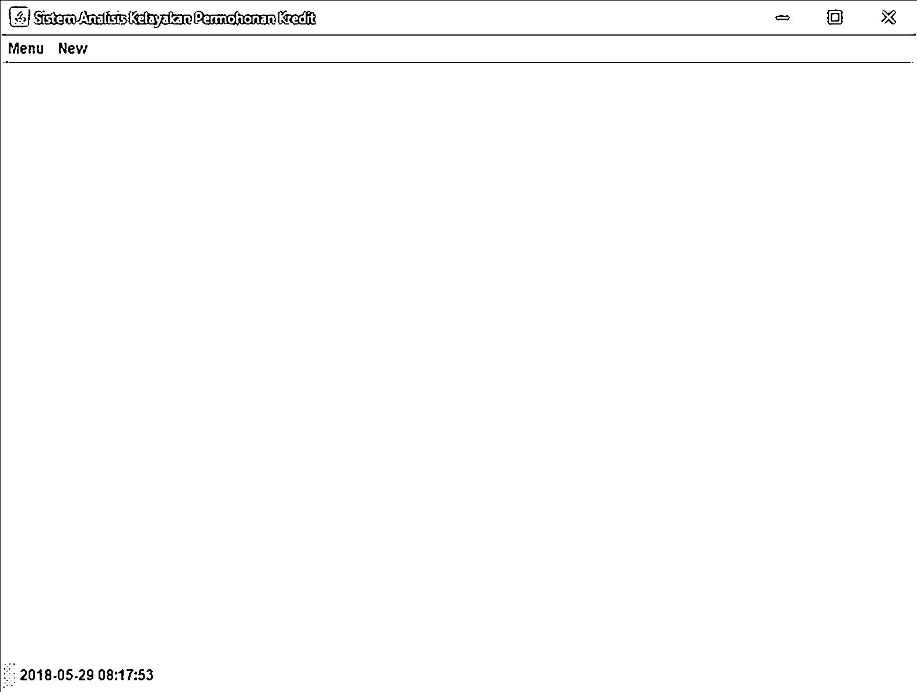 Sistem Analisis Kelayakan Permohonan Kredit
Menu New
2018-05-29 08:17:53